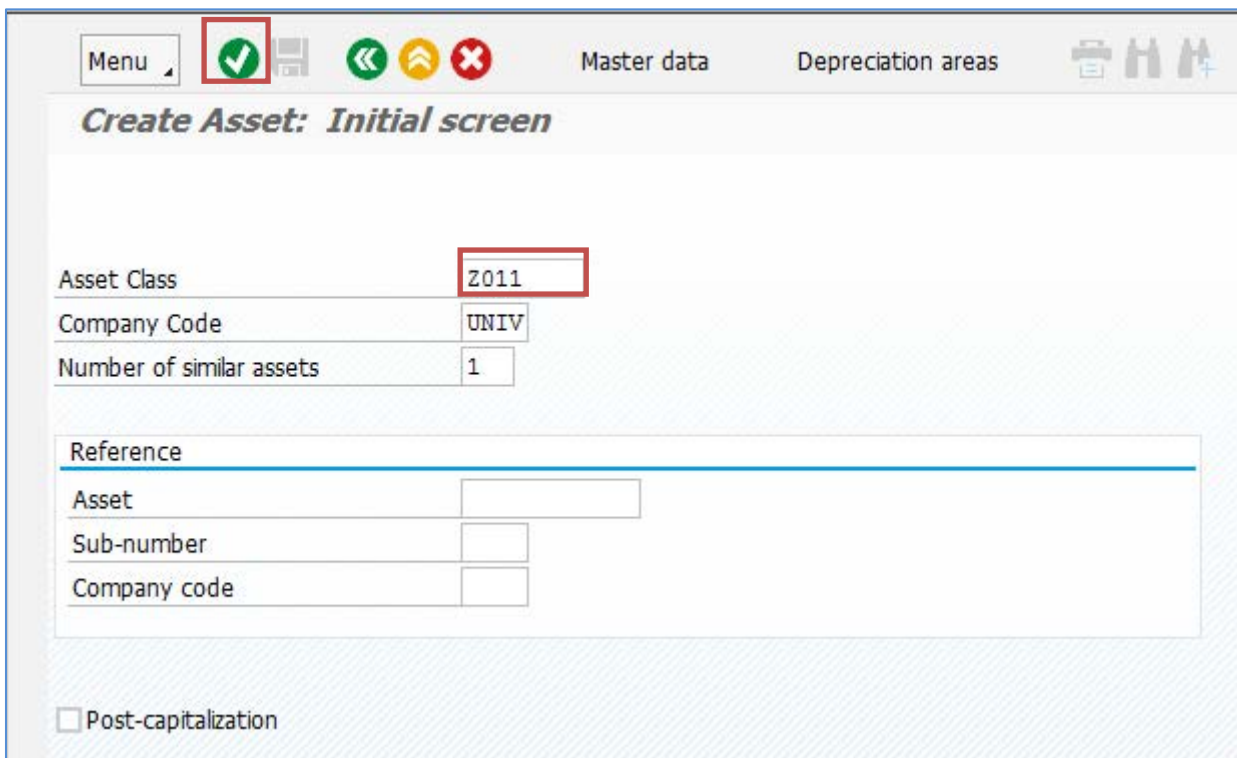 Menu Master data Depreciation areas
Create Asset: Initial screen
Asset Class Z011
Company Code UNIV
Number of similar assets 1
Reference
Asset
Sub-number
Company code
Post-capitalization